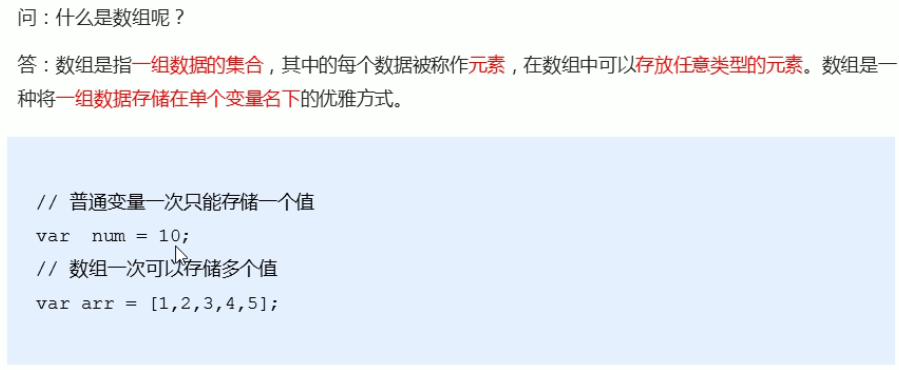 问：什么是数组呢？
答：数组是指一组数据的集合，其中的每个数据被称作元素，在数组中可以存放任意类型的元素。数组是一
种将一组数据存储在单个变量名下的优雅方式。
// 普通变量一次只能存储一个值
var  num = 10;
// 数组一次可以存储多个值
var arr = [1,2,3,4,5];